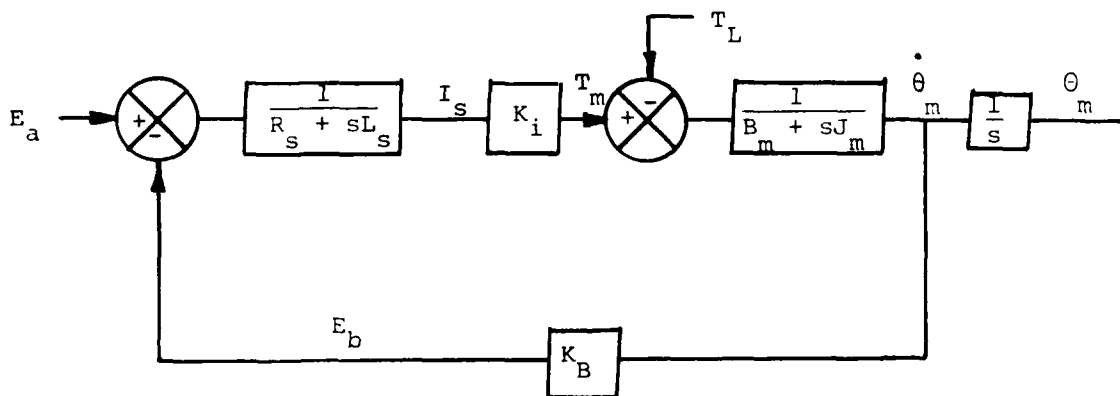 T_L
E_a
+
-
1
R_s + sL_s
I_s
K_i
T_m
+
-
1
B_m + sJ_m
θ̇_m
1
s
Θ_m
E_b
K_B